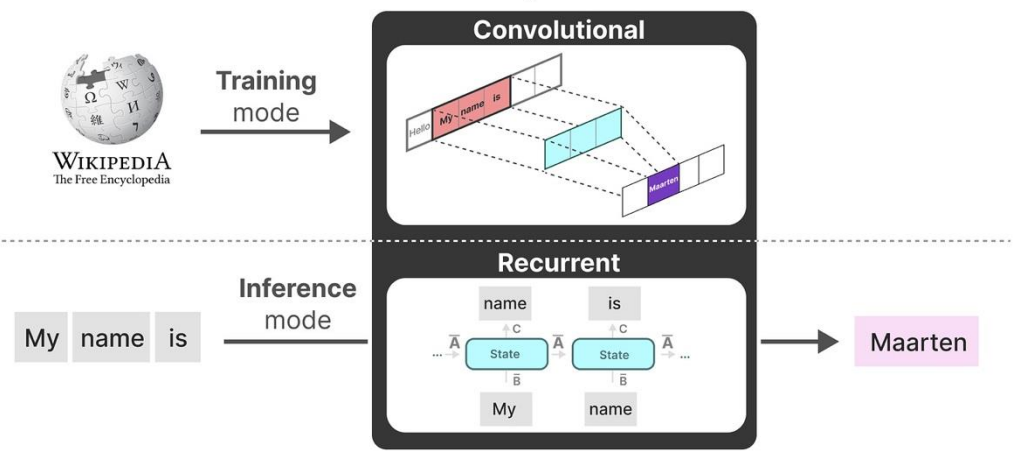 Convolutional
Training
mode
Ω W И 維
WIKIPEDIA
The Free Encyclopedia
Hello My name is
Maarten
Recurrent
Inference
mode
My name is
name is
C C
... A̅ State A̅ State A̅ ...
B̅ B̅
My name
Maarten